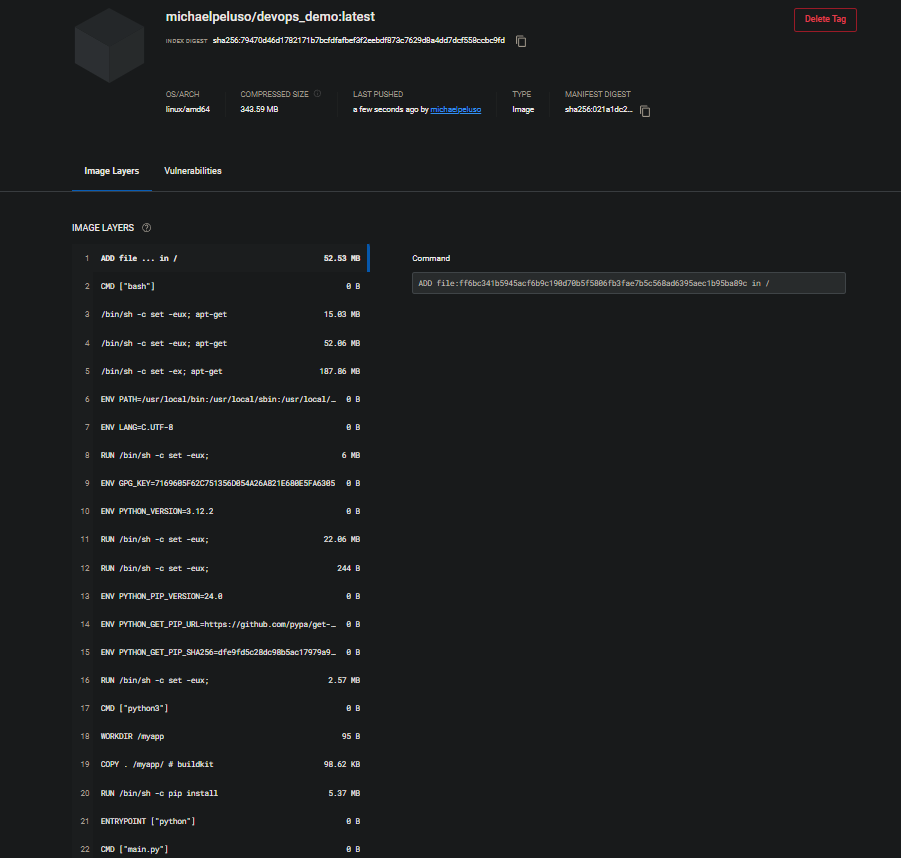 michaelpeluso/devops_demo:latest
Delete Tag
INDEX DIGEST sha256:79470d46d1782171b7bcfdfafbef3f2eebdf873c7629d8a4dd7dcf558ccbc9fd
OS/ARCH COMPRESSED SIZE LAST PUSHED TYPE MANIFEST DIGEST
linux/amd64 343.59 MB a few seconds ago by michaelpeluso Image sha256:021a1dc2...
Image Layers Vulnerabilities
IMAGE LAYERS
1 ADD file ... in / 52.53 MB
2 CMD ["bash"] 0 B
3 /bin/sh -c set -eux; apt-get 15.03 MB
4 /bin/sh -c set -eux; apt-get 52.06 MB
5 /bin/sh -c set -ex; apt-get 187.86 MB
6 ENV PATH=/usr/local/bin:/usr/local/sbin:/usr/local/… 0 B
7 ENV LANG=C.UTF-8 0 B
8 RUN /bin/sh -c set -eux; 6 MB
9 ENV GPG_KEY=7169605F62C751356D054A26A821E680E5FA6305 0 B
10 ENV PYTHON_VERSION=3.12.2 0 B
11 RUN /bin/sh -c set -eux; 22.06 MB
12 RUN /bin/sh -c set -eux; 244 B
13 ENV PYTHON_PIP_VERSION=24.0 0 B
14 ENV PYTHON_GET_PIP_URL=https://github.com/pypa/get-… 0 B
15 ENV PYTHON_GET_PIP_SHA256=dfe9fd5c28dc98b5ac17979a9… 0 B
16 RUN /bin/sh -c set -eux; 2.57 MB
17 CMD ["python3"] 0 B
18 WORKDIR /myapp 95 B
19 COPY . /myapp/ # buildkit 98.62 KB
20 RUN /bin/sh -c pip install 5.37 MB
21 ENTRYPOINT ["python"] 0 B
22 CMD ["main.py"] 0 B
Command
ADD file:ff6bc341b5945acf6b9c190d70b5f5806fb3fae7b5c568ad6395aec1b95ba89c in /